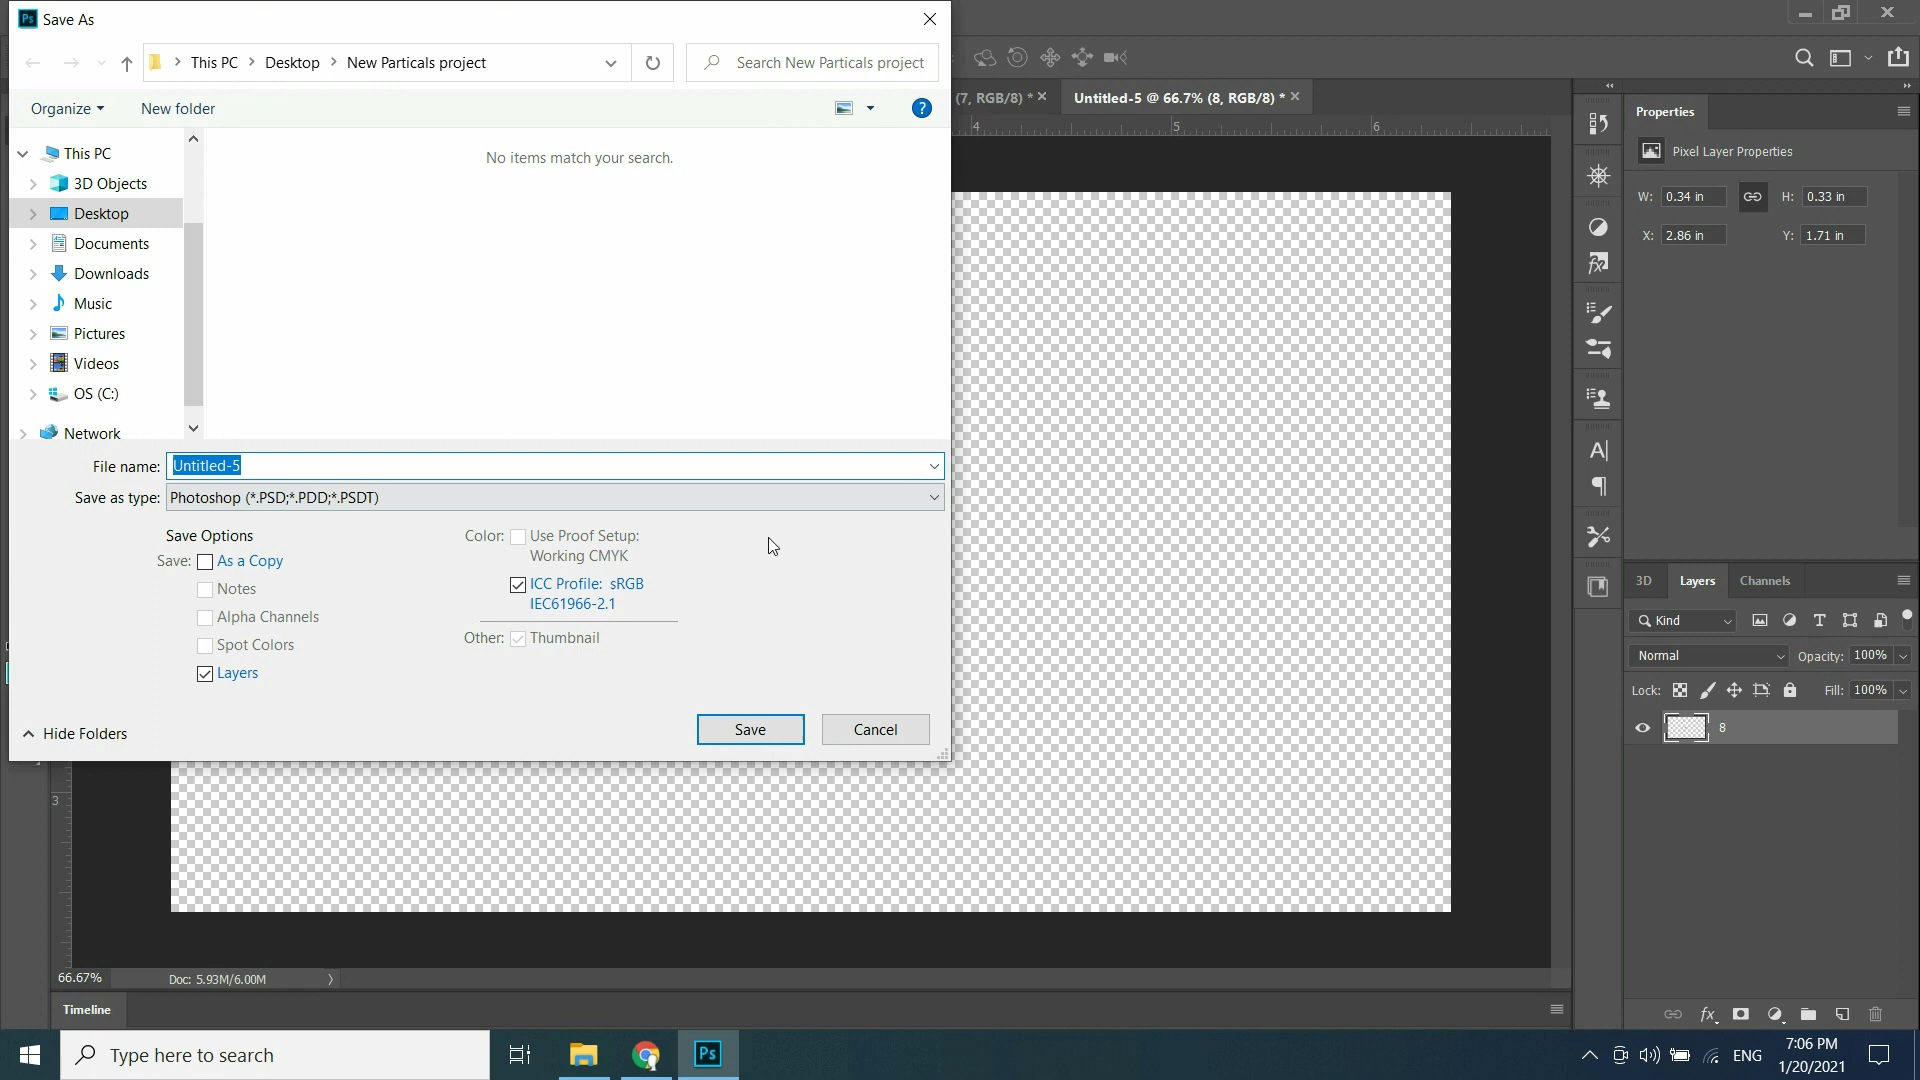 Ps Save As
This PC > Desktop > New Particals project
Search New Particals project
Organize
New folder
This PC
3D Objects
Desktop
Documents
Downloads
Music
Pictures
Videos
OS (C:)
Network
No items match your search.
File name: Untitled-5
Save as type: Photoshop (*.PSD;*.PDD;*.PSDT)
Save Options
Save: As a Copy
Notes
Alpha Channels
Spot Colors
Layers
Color: Use Proof Setup:
Working CMYK
ICC Profile: sRGB
IEC61966-2.1
Other: Thumbnail
Hide Folders
Save
Cancel
(7, RGB/8) * ×
Untitled-5 @ 66.7% (8, RGB/8) * ×
4 5 6
3
Properties
Pixel Layer Properties
W: 0.34 in
H: 0.33 in
X: 2.86 in
Y: 1.71 in
3D
Layers
Channels
Kind
Normal
Opacity: 100%
Lock:
Fill: 100%
8
66.67%
Doc: 5.93M/6.00M
Timeline
Type here to search
Ps
ENG
7:06 PM
1/20/2021